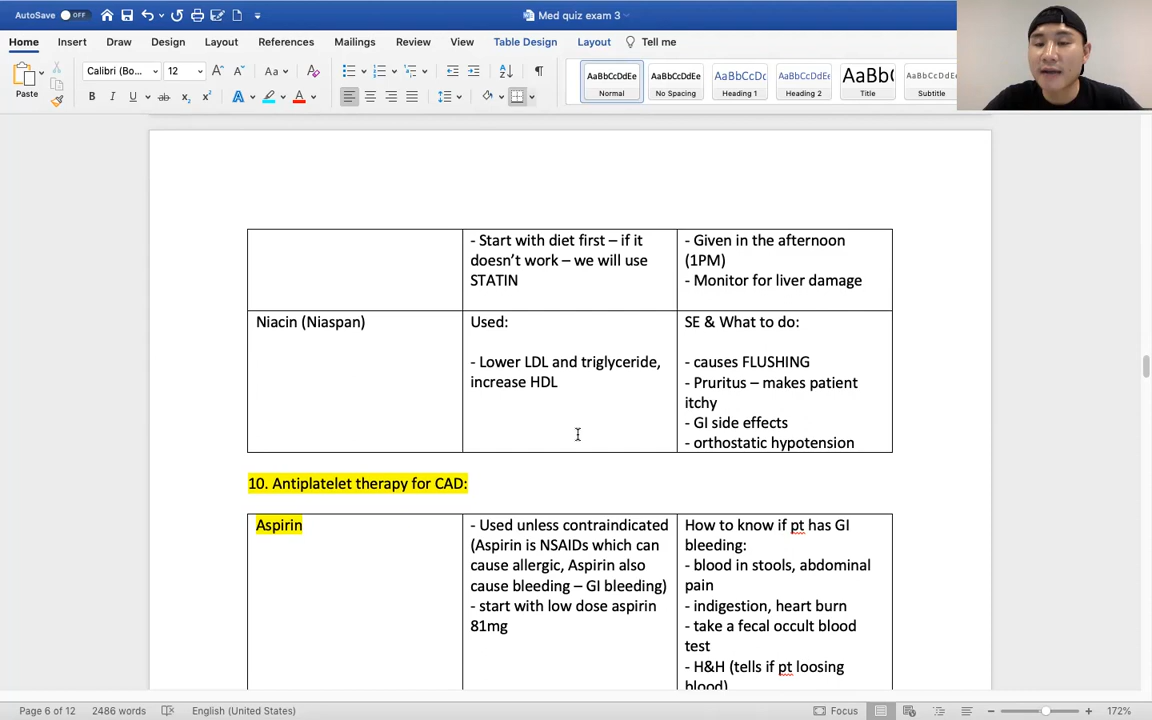 AutoSave OFF
Med quiz exam 3
Home Insert Draw Design Layout References Mailings Review View Table Design Layout Tell me
Paste
Calibri (Bo... 12
AaBbCcDdEe AaBbCcDdEe AaBbCcDc AaBbCcDdEe AaBb( AaBbCcDdEe
Normal No Spacing Heading 1 Heading 2 Title Subtitle
- Start with diet first – if it
doesn't work – we will use
STATIN
- Given in the afternoon
(1PM)
- Monitor for liver damage
Niacin (Niaspan)
Used:
- Lower LDL and triglyceride,
increase HDL
SE & What to do:
- causes FLUSHING
- Pruritus – makes patient
itchy
- GI side effects
- orthostatic hypotension
10. Antiplatelet therapy for CAD:
Aspirin
- Used unless contraindicated
(Aspirin is NSAIDs which can
cause allergic, Aspirin also
cause bleeding – GI bleeding)
- start with low dose aspirin
81mg
How to know if pt has GI
bleeding:
- blood in stools, abdominal
pain
- indigestion, heart burn
- take a fecal occult blood
test
- H&H (tells if pt loosing
blood)
Page 6 of 12 2486 words English (United States) Focus 172%